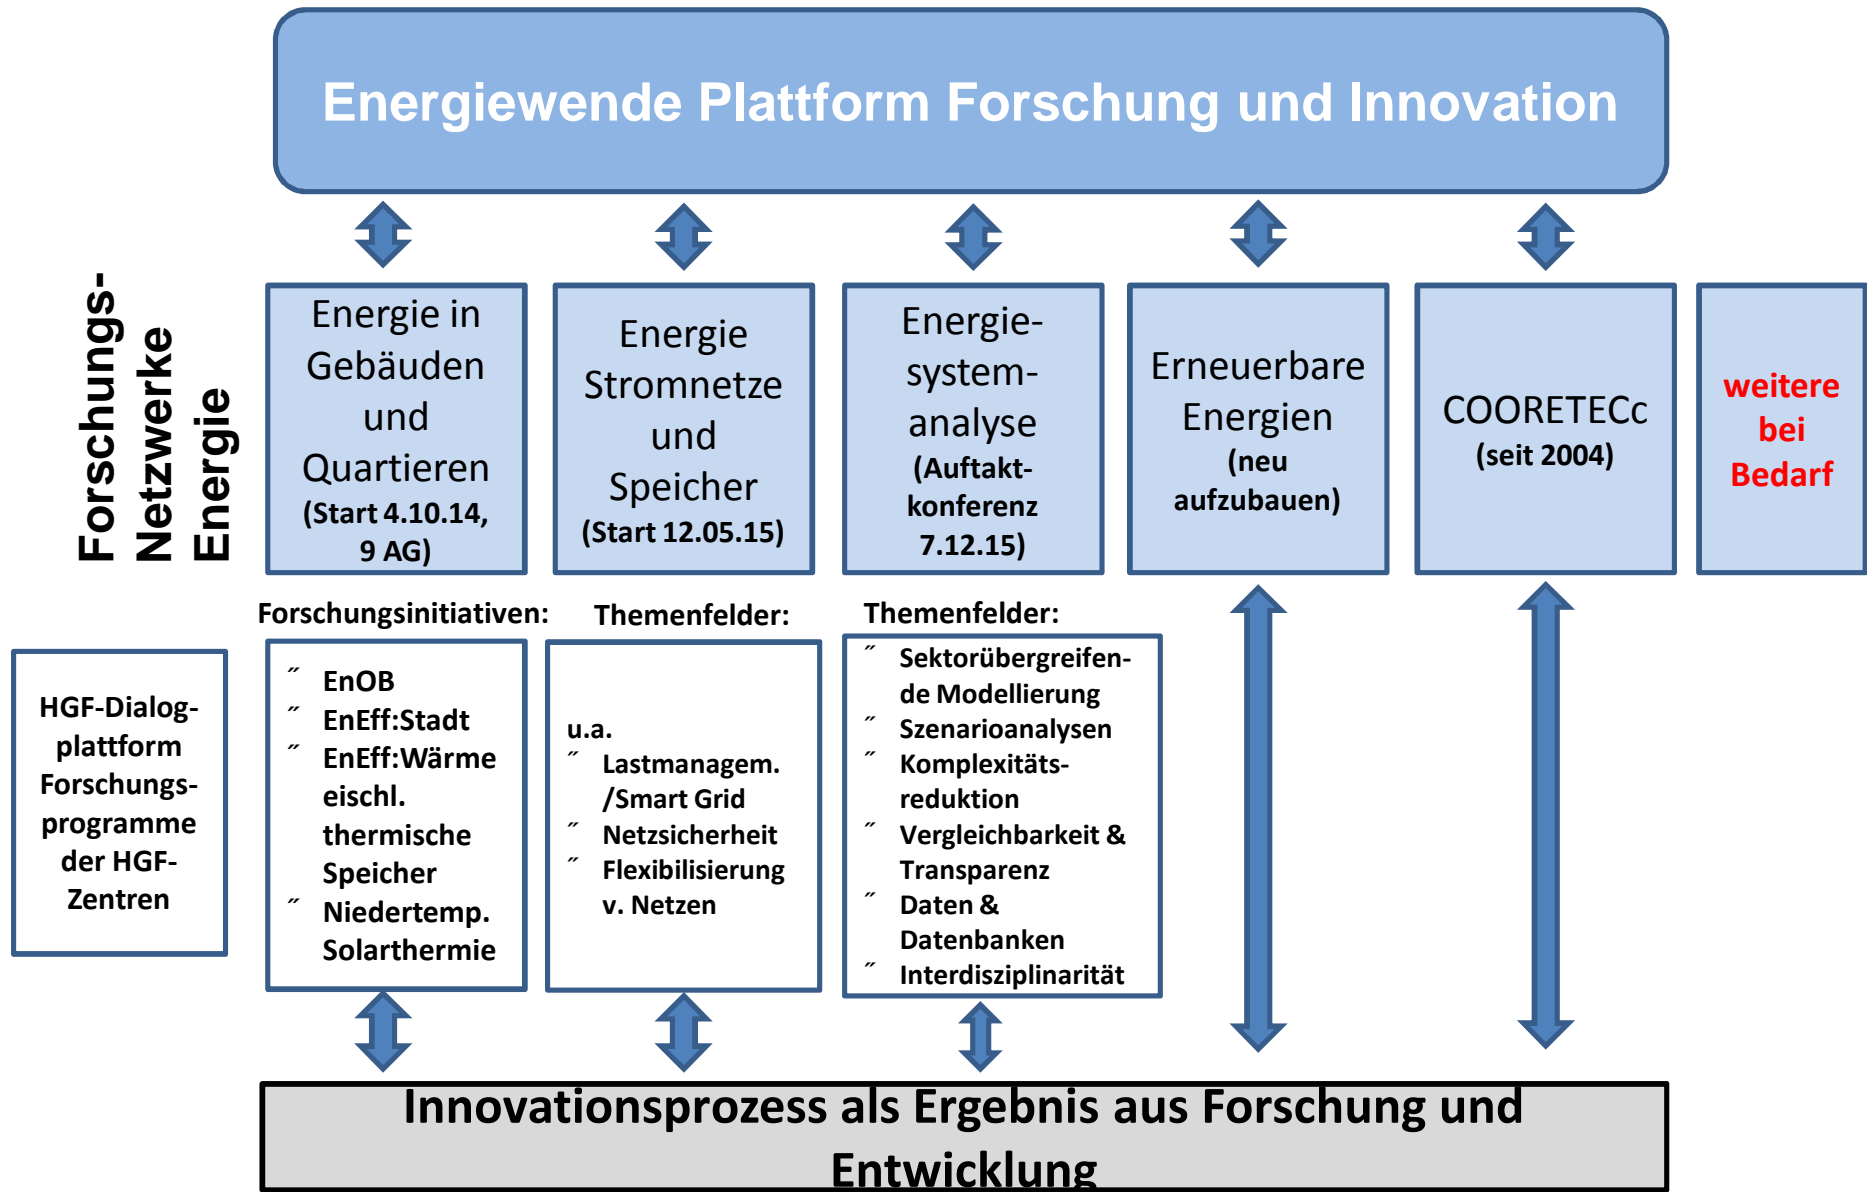 Energiewende Plattform Forschung und Innovation
Forschungs-
Netzwerke
Energie
Energie in
Gebäuden
und
Quartieren
(Start 4.10.14,
9 AG)
Energie
Stromnetze
und
Speicher
(Start 12.05.15)
Energie-
system-
analyse
(Auftakt-
konferenz
7.12.15)
Erneuerbare
Energien
(neu
aufzubauen)
COORETECc
(seit 2004)
weitere
bei
Bedarf
HGF-Dialog-
plattform
Forschungs-
programme
der HGF-
Zentren
Forschungsinitiativen:
˝ EnOB
˝ EnEff:Stadt
˝ EnEff:Wärme
eischl.
thermische
Speicher
˝ Niedertemp.
Solarthermie
Themenfelder:
u.a.
˝ Lastmanagem.
/Smart Grid
˝ Netzsicherheit
˝ Flexibilisierung
v. Netzen
Themenfelder:
˝ Sektorübergreifen-
de Modellierung
˝ Szenarioanalysen
˝ Komplexitäts-
reduktion
˝ Vergleichbarkeit &
Transparenz
˝ Daten &
Datenbanken
˝ Interdisziplinarität
Innovationsprozess als Ergebnis aus Forschung und
Entwicklung